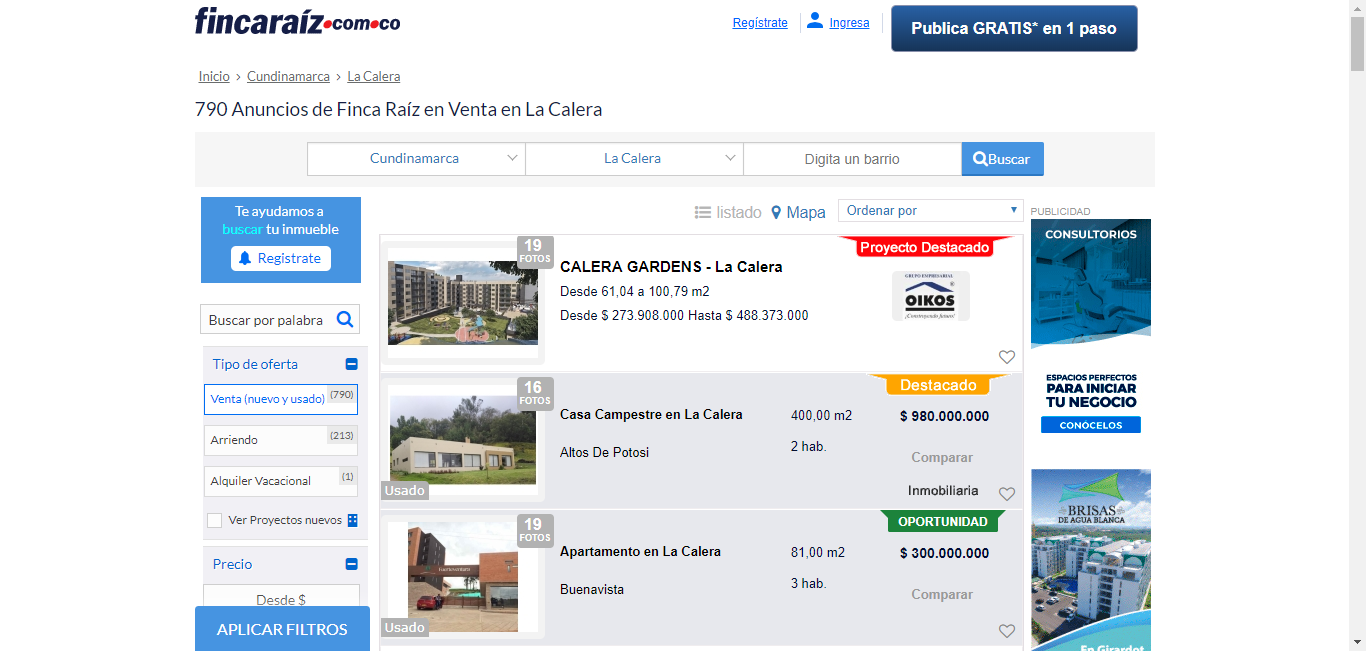 fincaraíz.com.co
Regístrate
Ingresa
Publica GRATIS* en 1 paso
Inicio › Cundinamarca › La Calera
790 Anuncios de Finca Raíz en Venta en La Calera
Cundinamarca
La Calera
Digita un barrio
Buscar
Te ayudamos a
buscar tu inmueble
Registrate
Buscar por palabra
Tipo de oferta
Venta (nuevo y usado) (790)
Arriendo (213)
Alquiler Vacacional (1)
Ver Proyectos nuevos
Precio
Desde $
APLICAR FILTROS
listado
Mapa
Ordenar por
19
FOTOS
CALERA GARDENS - La Calera
Desde 61,04 a 100,79 m2
Desde $ 273.908.000 Hasta $ 488.373.000
Proyecto Destacado
GRUPO EMPRESARIAL
OIKOS
¡Construyendo futuro!
16
FOTOS
Usado
Casa Campestre en La Calera
Altos De Potosi
400,00 m2
2 hab.
Destacado
$ 980.000.000
Comparar
Inmobiliaria
19
FOTOS
Usado
Apartamento en La Calera
Buenavista
81,00 m2
3 hab.
OPORTUNIDAD
$ 300.000.000
Comparar
PUBLICIDAD
CONSULTORIOS
ESPACIOS PERFECTOS
PARA INICIAR
TU NEGOCIO
CONÓCELOS
BRISAS
DE AGUA BLANCA
En Girardot